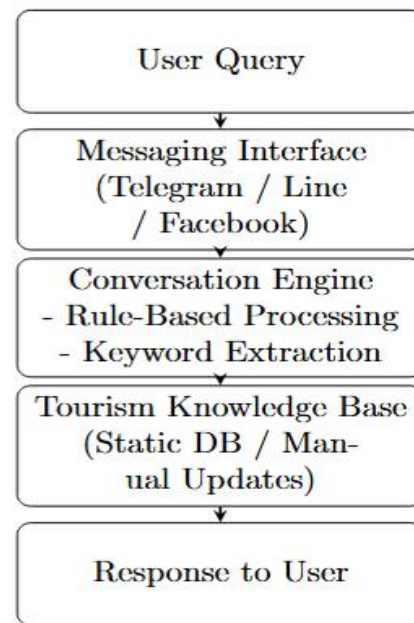 User Query
Messaging Interface
(Telegram / Line
/ Facebook)
Conversation Engine
- Rule-Based Processing
- Keyword Extraction
Tourism Knowledge Base
(Static DB / Man-
ual Updates)
Response to User